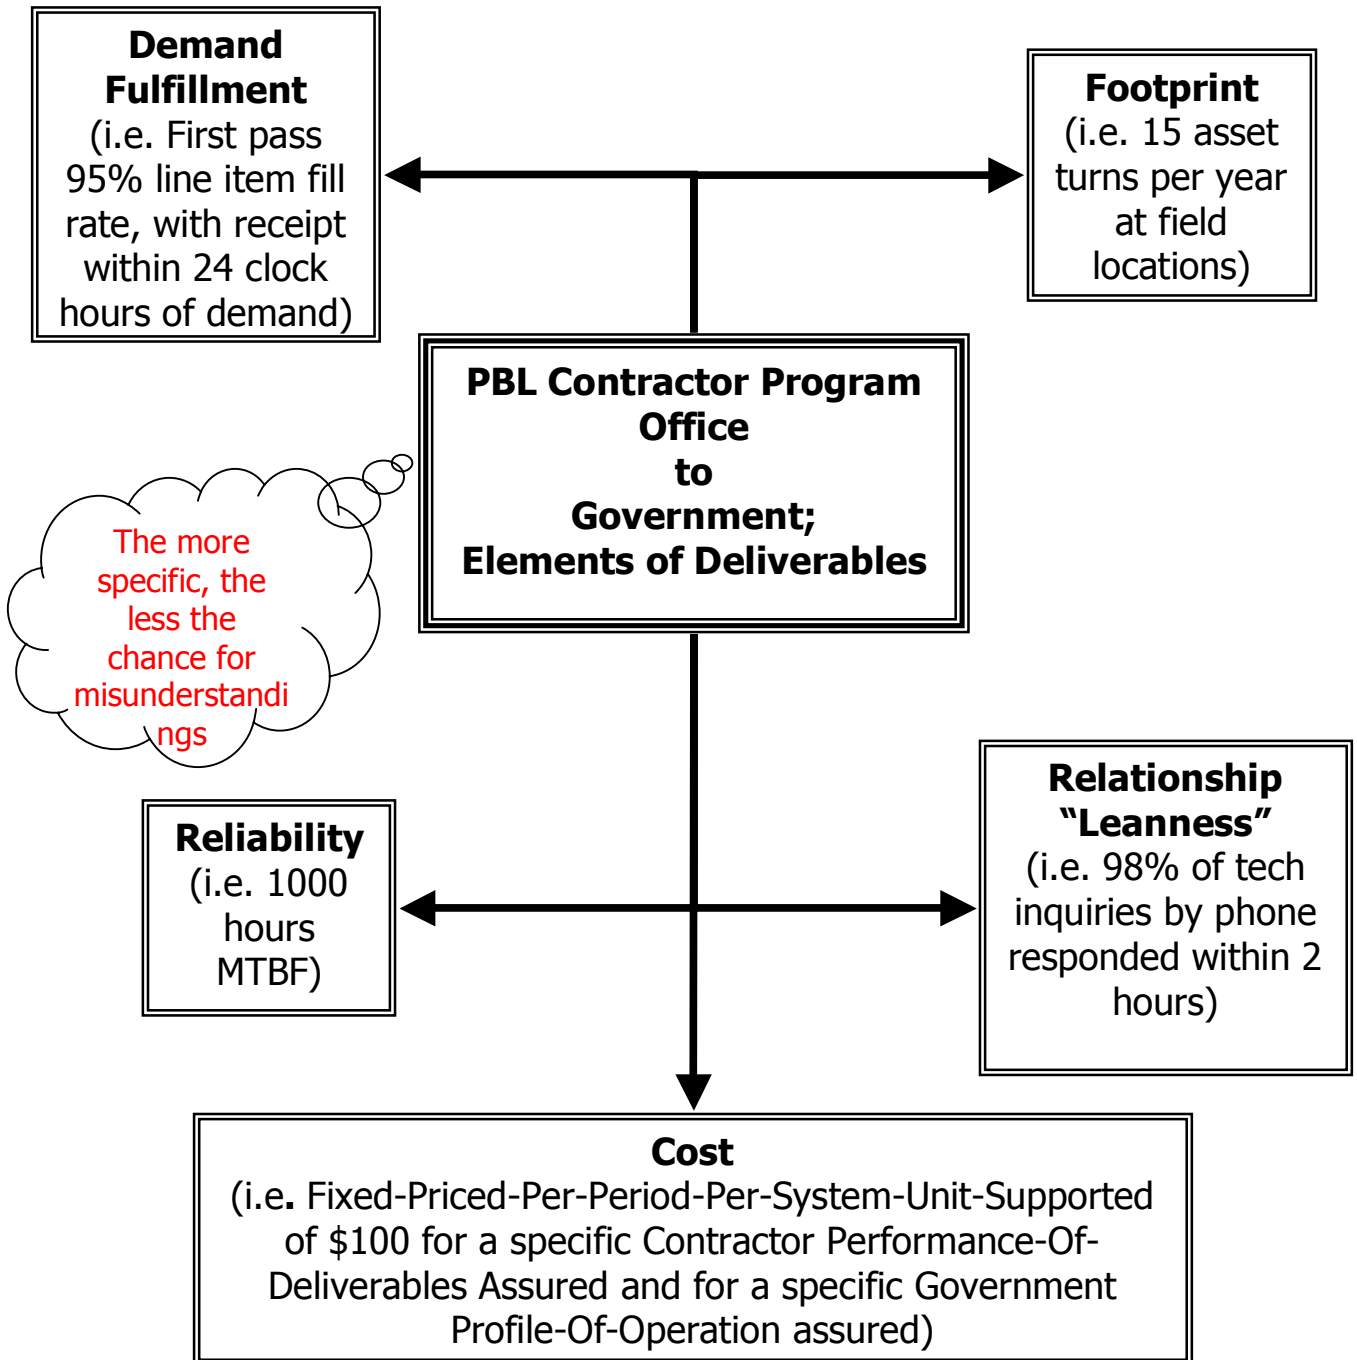 Demand
Fulfillment
(i.e. First pass
95% line item fill
rate, with receipt
within 24 clock
hours of demand)
Footprint
(i.e. 15 asset
turns per year
at field
locations)
PBL Contractor Program
Office
to
Government;
Elements of Deliverables
The more
specific, the
less the
chance for
misunderstandi
ngs
Reliability
(i.e. 1000
hours
MTBF)
Relationship
“Leanness”
(i.e. 98% of tech
inquiries by phone
responded within 2
hours)
Cost
(i.e. Fixed-Priced-Per-Period-Per-System-Unit-Supported
of $100 for a specific Contractor Performance-Of-
Deliverables Assured and for a specific Government
Profile-Of-Operation assured)